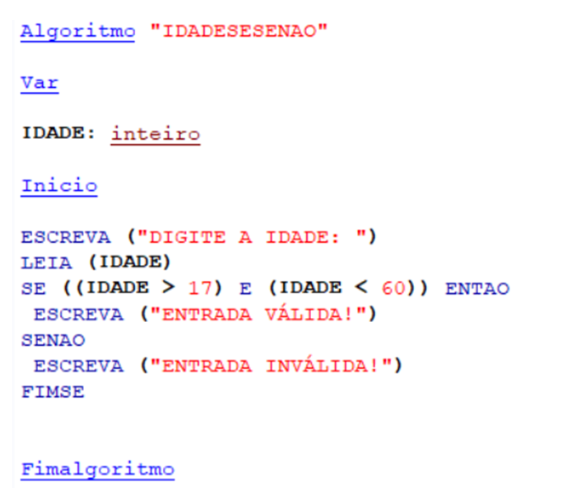 Algoritmo "IDADESESENAO"
Var
IDADE: inteiro
Inicio
ESCREVA ("DIGITE A IDADE: ")
LEIA (IDADE)
SE ((IDADE > 17) E (IDADE < 60)) ENTAO
ESCREVA ("ENTRADA VÁLIDA!")
SENAO
ESCREVA ("ENTRADA INVÁLIDA!")
FIMSE
Fimalgoritmo